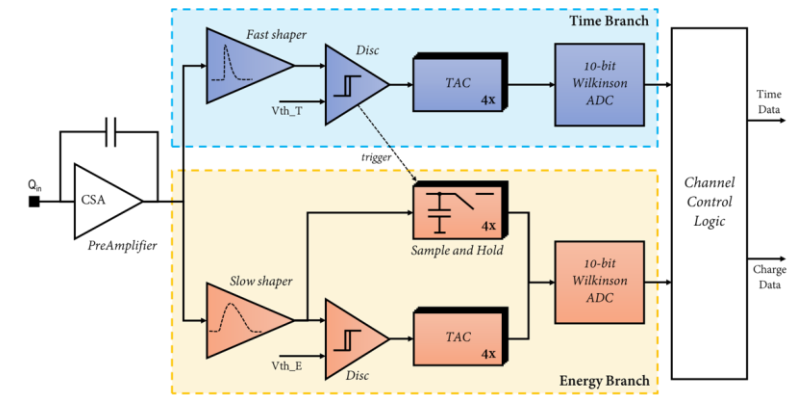 Time Branch
Fast shaper
Disc
Vth_T
TAC
4x
10-bit
Wilkinson
ADC
Time
Data
trigger
Qin
CSA
PreAmplifier
4x
Sample and Hold
Channel
Control
Logic
Slow shaper
10-bit
Wilkinson
ADC
Charge
Data
Vth_E
Disc
TAC
4x
Energy Branch